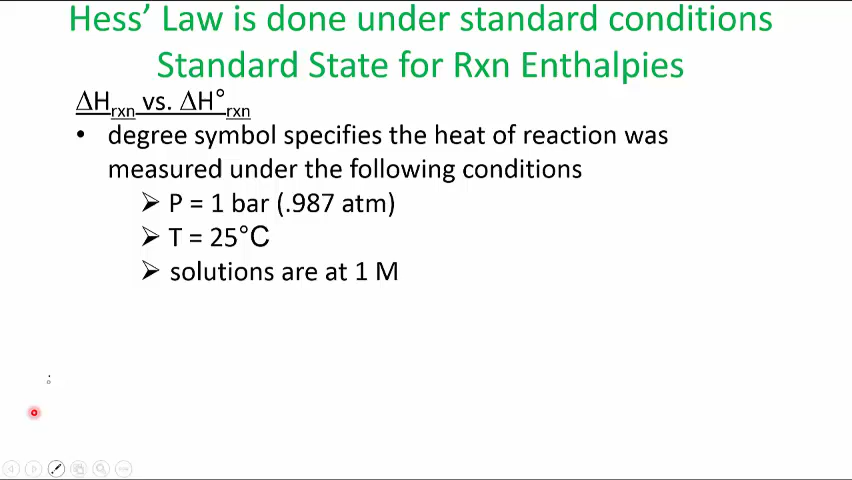 Hess’ Law is done under standard conditions
Standard State for Rxn Enthalpies
ΔHrxn vs. ΔH°rxn
• degree symbol specifies the heat of reaction was
measured under the following conditions
➢ P = 1 bar (.987 atm)
➢ T = 25°C
➢ solutions are at 1 M